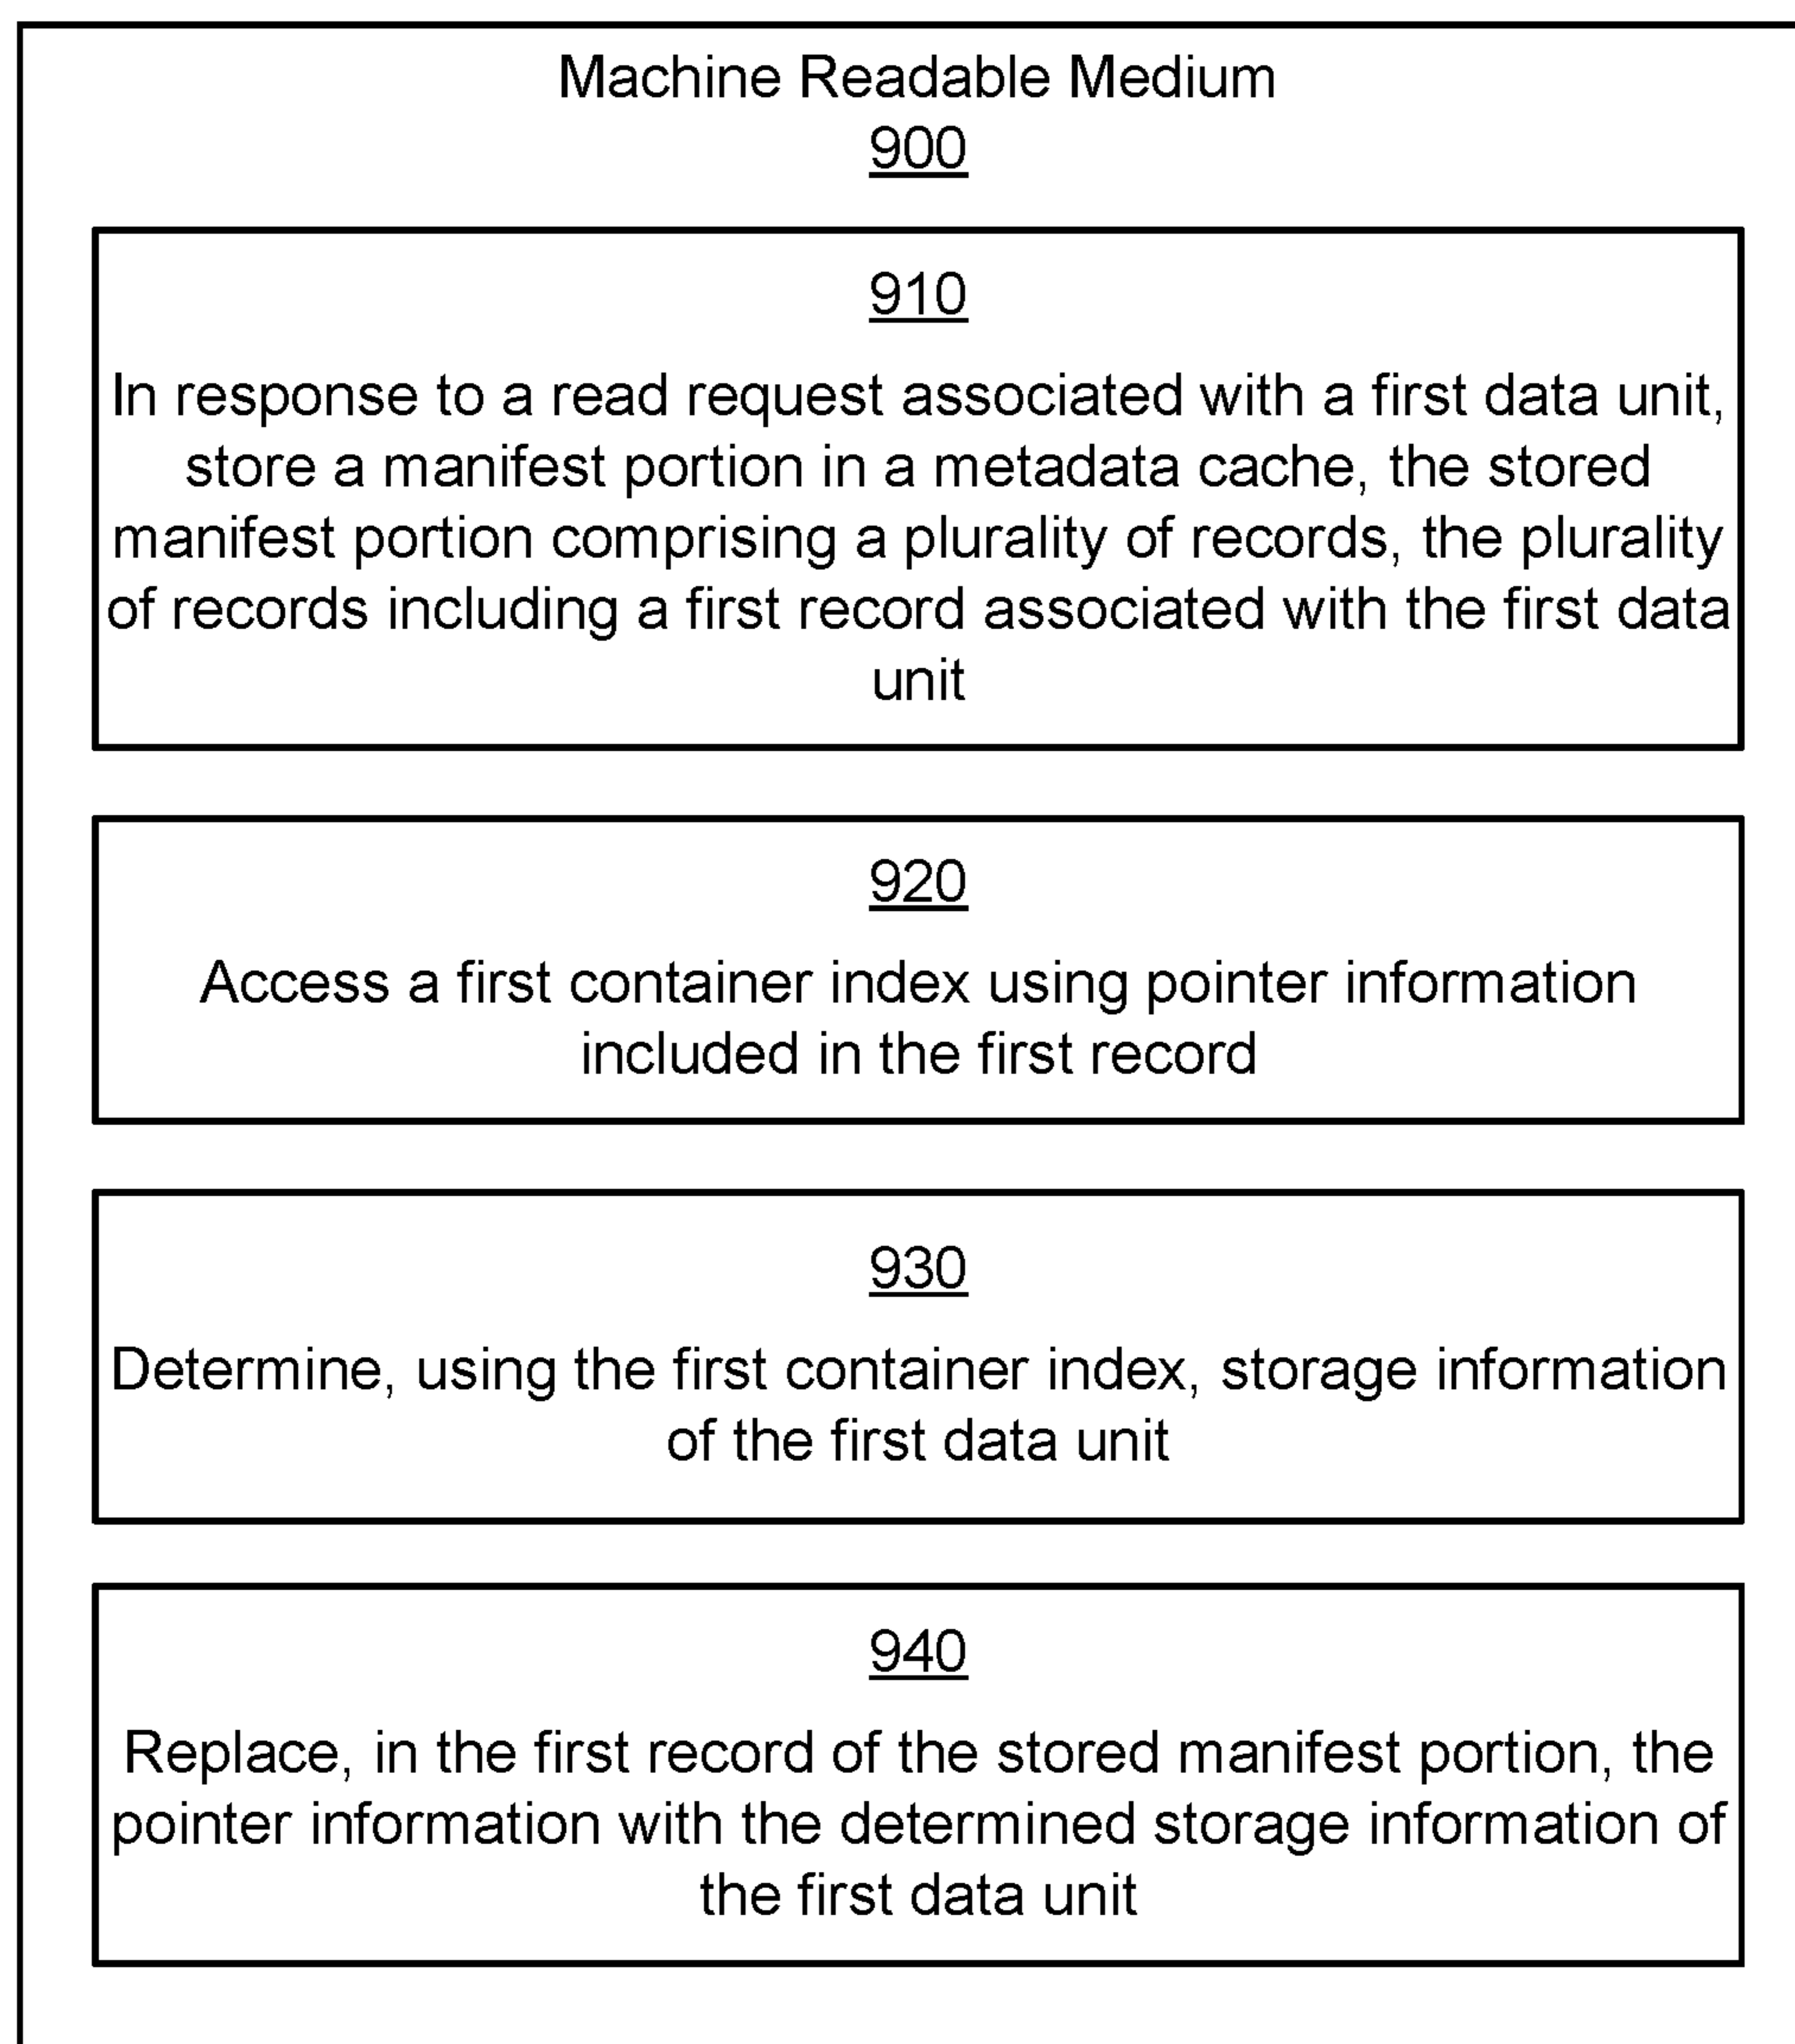 Machine Readable Medium
900
910
In response to a read request associated with a first data unit,
store a manifest portion in a metadata cache, the stored
manifest portion comprising a plurality of records, the plurality
of records including a first record associated with the first data
unit
920
Access a first container index using pointer information
included in the first record
930
Determine, using the first container index, storage information
of the first data unit
940
Replace, in the first record of the stored manifest portion, the
pointer information with the determined storage information of
the first data unit